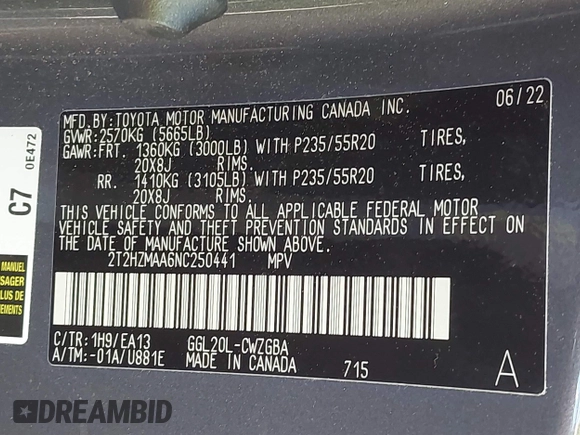 MFD.BY:TOYOTA MOTOR MANUFACTURING CANADA INC. 06/22
GVWR:2570KG (5665LB)
GAWR:FRT. 1360KG (3000LB) WITH P235/55R20 TIRES,
20X8J RIMS.
RR. 1410KG (3105LB) WITH P235/55R20 TIRES,
20X8J RIMS.
THIS VEHICLE CONFORMS TO ALL APPLICABLE FEDERAL MOTOR
VEHICLE SAFETY AND THEFT PREVENTION STANDARDS IN EFFECT ON
THE DATE OF MANUFACTURE SHOWN ABOVE.
2T2HZMAA6NC250441 MPV
C/TR:1H9/EA13 GGL20L-CWZGBA
A/TM:-01A/U881E MADE IN CANADA 715 A
C7
0E472
MANUEL
PLUS DE
DREAMBID